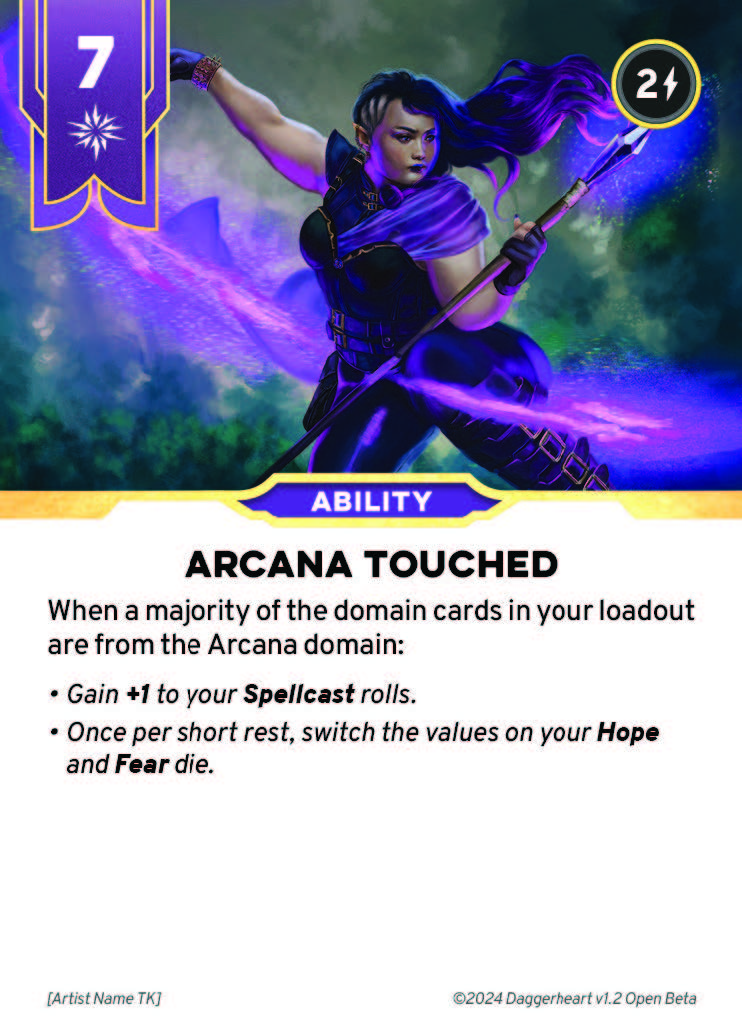 7
2
ABILITY
ARCANA TOUCHED
When a majority of the domain cards in your loadout
are from the Arcana domain:
• Gain +1 to your Spellcast rolls.
• Once per short rest, switch the values on your Hope
and Fear die.
[Artist Name TK]
©2024 Daggerheart v1.2 Open Beta